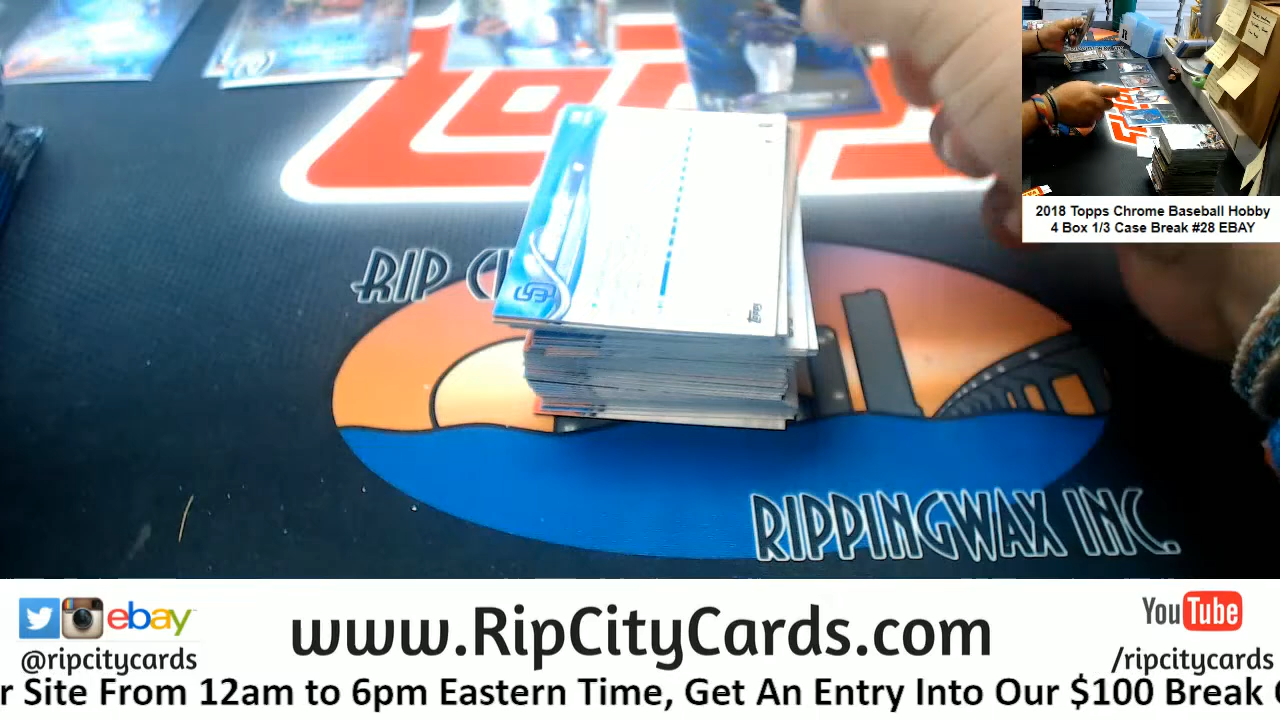 2018 Topps Chrome Baseball Hobby
4 Box 1/3 Case Break #28 EBAY
RIP CI
RIPPINGWAX INC.
ebay
@ripcitycards
www.RipCityCards.com
YouTube
/ripcitycards
r Site From 12am to 6pm Eastern Time, Get An Entry Into Our $100 Break